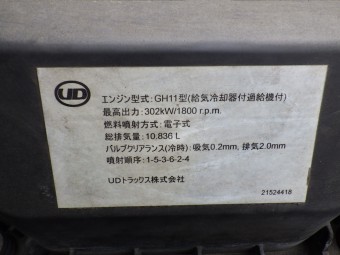 UD
エンジン型式:GH11型(給気冷却器付過給機付)
最高出力:302kW/1800 r.p.m.
燃料噴射方式:電子式
総排気量:10.836 L
バルブクリアランス(冷時):吸気0.2mm, 排気2.0mm
噴射順序:1-5-3-6-2-4
UDトラックス株式会社
21524418